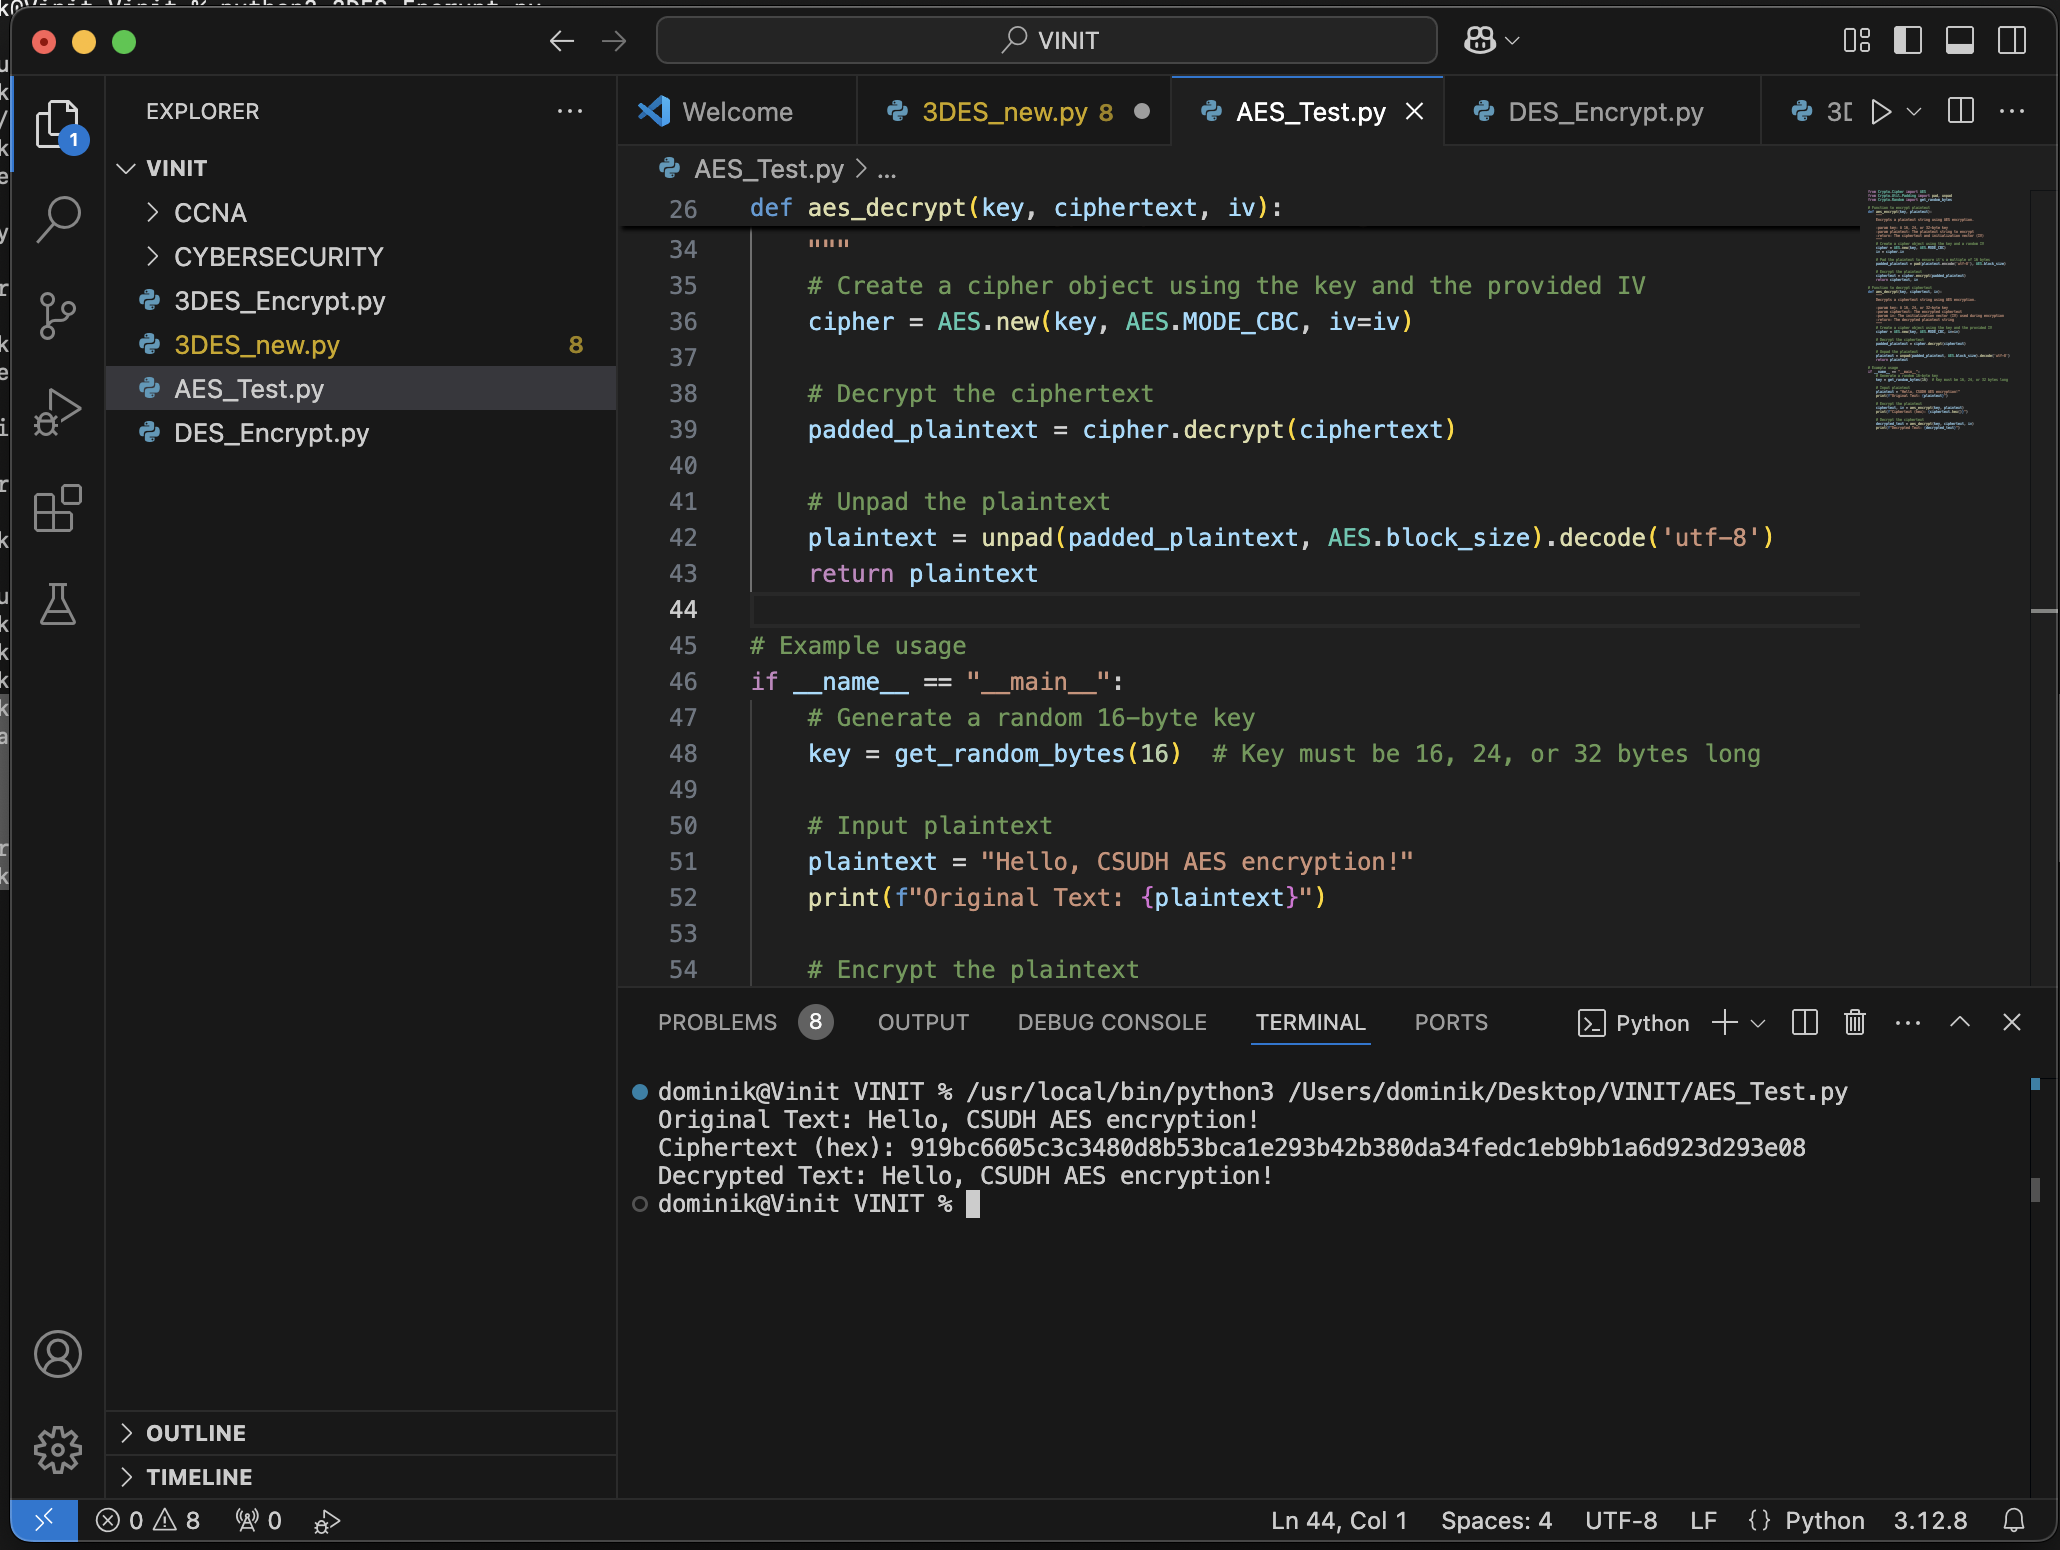 VINIT
EXPLORER
1
VINIT
CCNA
CYBERSECURITY
3DES_Encrypt.py
3DES_new.py 8
AES_Test.py
DES_Encrypt.py
OUTLINE
TIMELINE
Welcome 3DES_new.py 8 AES_Test.py DES_Encrypt.py
AES_Test.py > ...
26 def aes_decrypt(key, ciphertext, iv):
34 """
35 # Create a cipher object using the key and the provided IV
36 cipher = AES.new(key, AES.MODE_CBC, iv=iv)
37
38 # Decrypt the ciphertext
39 padded_plaintext = cipher.decrypt(ciphertext)
40
41 # Unpad the plaintext
42 plaintext = unpad(padded_plaintext, AES.block_size).decode('utf-8')
43 return plaintext
44
45 # Example usage
46 if __name__ == "__main__":
47 # Generate a random 16-byte key
48 key = get_random_bytes(16)  # Key must be 16, 24, or 32 bytes long
49
50 # Input plaintext
51 plaintext = "Hello, CSUDH AES encryption!"
52 print(f"Original Text: {plaintext}")
53
54 # Encrypt the plaintext
PROBLEMS 8 OUTPUT DEBUG CONSOLE TERMINAL PORTS Python
dominik@Vinit VINIT % /usr/local/bin/python3 /Users/dominik/Desktop/VINIT/AES_Test.py
Original Text: Hello, CSUDH AES encryption!
Ciphertext (hex): 919bc6605c3c3480d8b53bca1e293b42b380da34fedc1eb9bb1a6d923d293e08
Decrypted Text: Hello, CSUDH AES encryption!
dominik@Vinit VINIT %
0 8 0 Ln 44, Col 1 Spaces: 4 UTF-8 LF {} Python 3.12.8